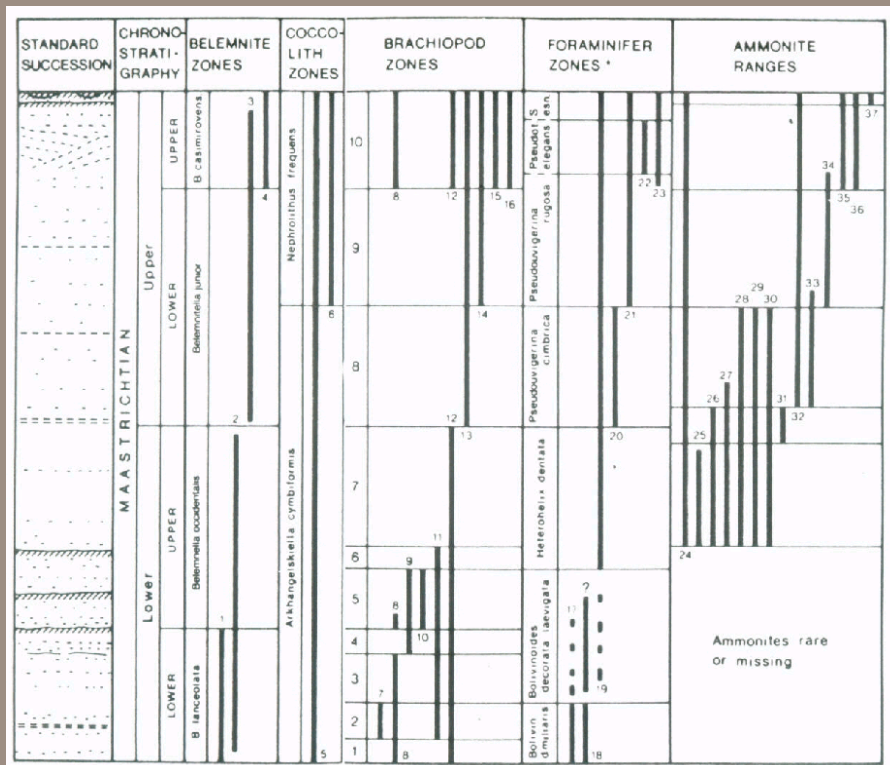 STANDARD
SUCCESSION
CHRONO-
STRATI-
GRAPHY
BELEMNITE
ZONES
COCCO-
LITH
ZONES
BRACHIOPOD
ZONES
FORAMINIFER
ZONES *
AMMONITE
RANGES
MAASTRICHTIAN
Upper
Lower
UPPER
LOWER
UPPER
LOWER
B casimirovens.
Belemnitella junior
Belemnella occidentalis
B lanceolata
3
4
2
1
Nephrolithus frequens
Arkhangelskiella cymbiformis
6
5
10
9
8
7
6
5
4
3
2
1
8
12
15
16
14
12
13
11
9
8
10
7
8
Pseudot. S
elegans esn.
Pseudouvigerina
rugosa
Pseudouvigerina
cimbrica
Heterohelix dentata
Bolivinoides
decorata laevigata
Bolivin
d miliaris
22
23
21
20
?
17
19
18
37
34
35
36
33
29
28
30
27
26
31
32
25
24
Ammonites rare
or missing